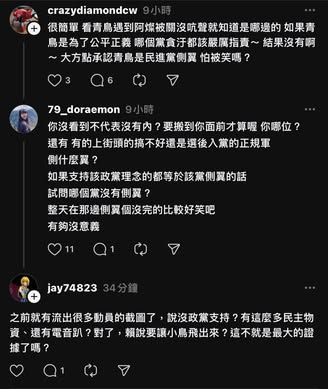 crazydiamondcw 9小時
很簡單 看青鳥遇到阿燦被關沒吭聲就知道是哪邊的 如果青
鳥是為了公平正義 哪個黨貪汙都該嚴厲指責～ 結果沒有啊
～ 大方點承認青鳥是民進黨側翼 怕被笑嗎？
3 6
79_doraemon 9小時
你沒看到不代表沒有內？要搬到你面前才算喔 你哪位？
還有 有的上街頭的搞不好還是選後入黨的正規軍
側什麼翼？
如果支持該政黨理念的都等於該黨側翼的話
試問哪個黨沒有側翼？
整天在那邊側翼個沒完的比較好笑吧
有夠沒意義
11 1
jay74823 34分鐘
之前就有流出很多動員的截圖了，說沒政黨支持？有這麼多民主物
資、還有電音趴？對了，賴說要讓小鳥飛出來？這不就是最大的證
據了嗎？
1